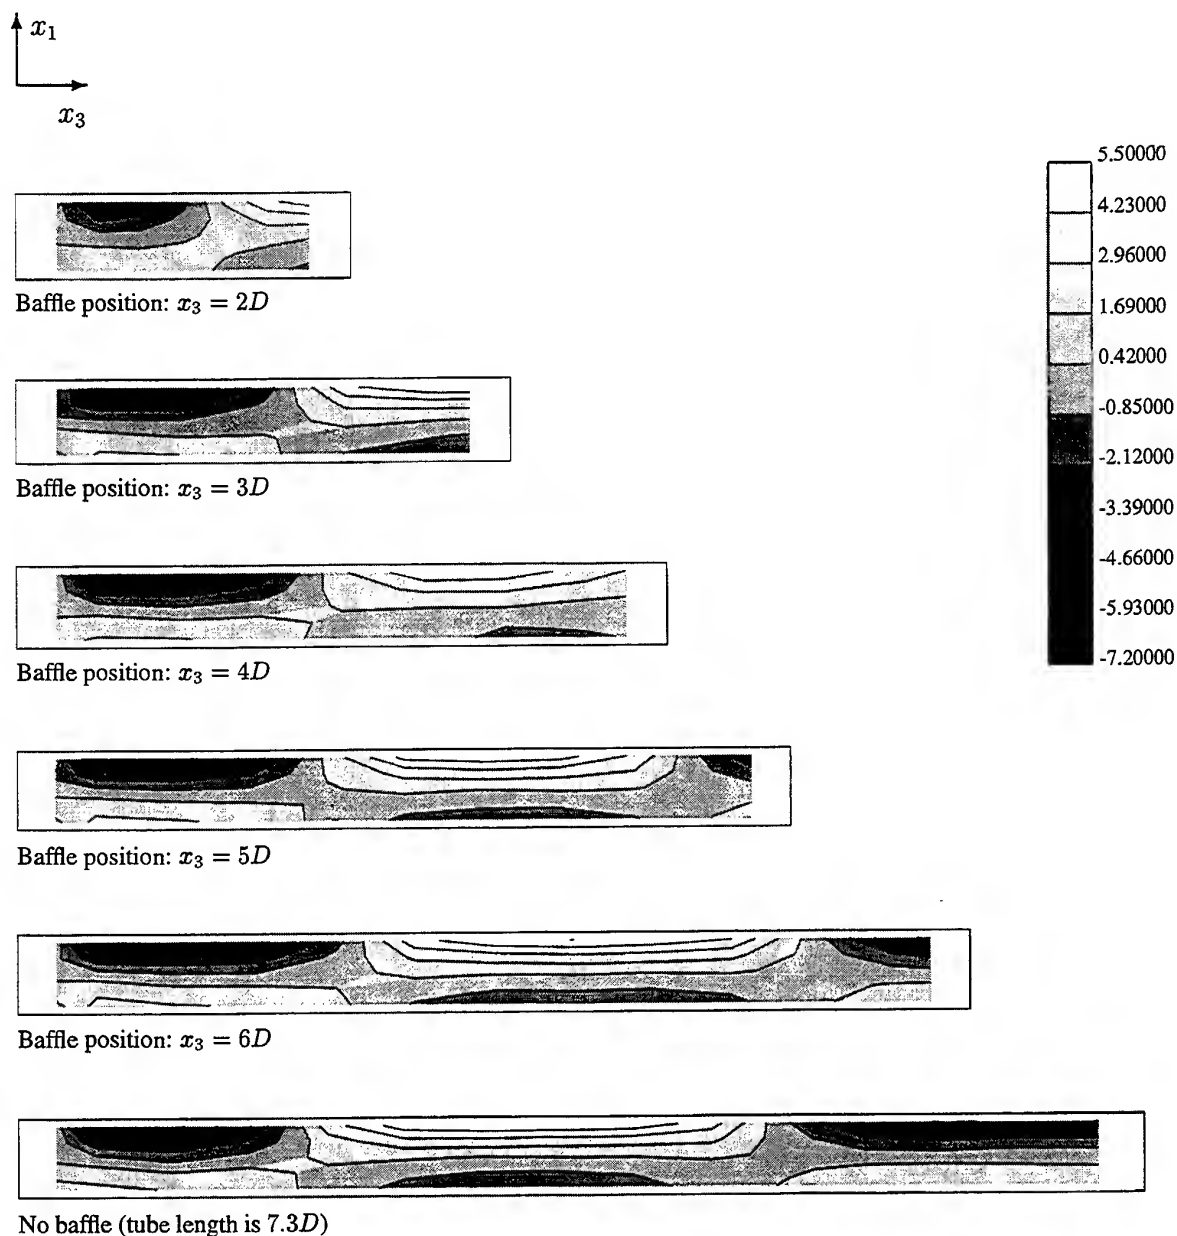 x₁
x₃
5.50000
4.23000
2.96000
1.69000
0.42000
-0.85000
-2.12000
-3.39000
-4.66000
-5.93000
-7.20000
Baffle position: x₃ = 2D
Baffle position: x₃ = 3D
Baffle position: x₃ = 4D
Baffle position: x₃ = 5D
Baffle position: x₃ = 6D
No baffle (tube length is 7.3D)